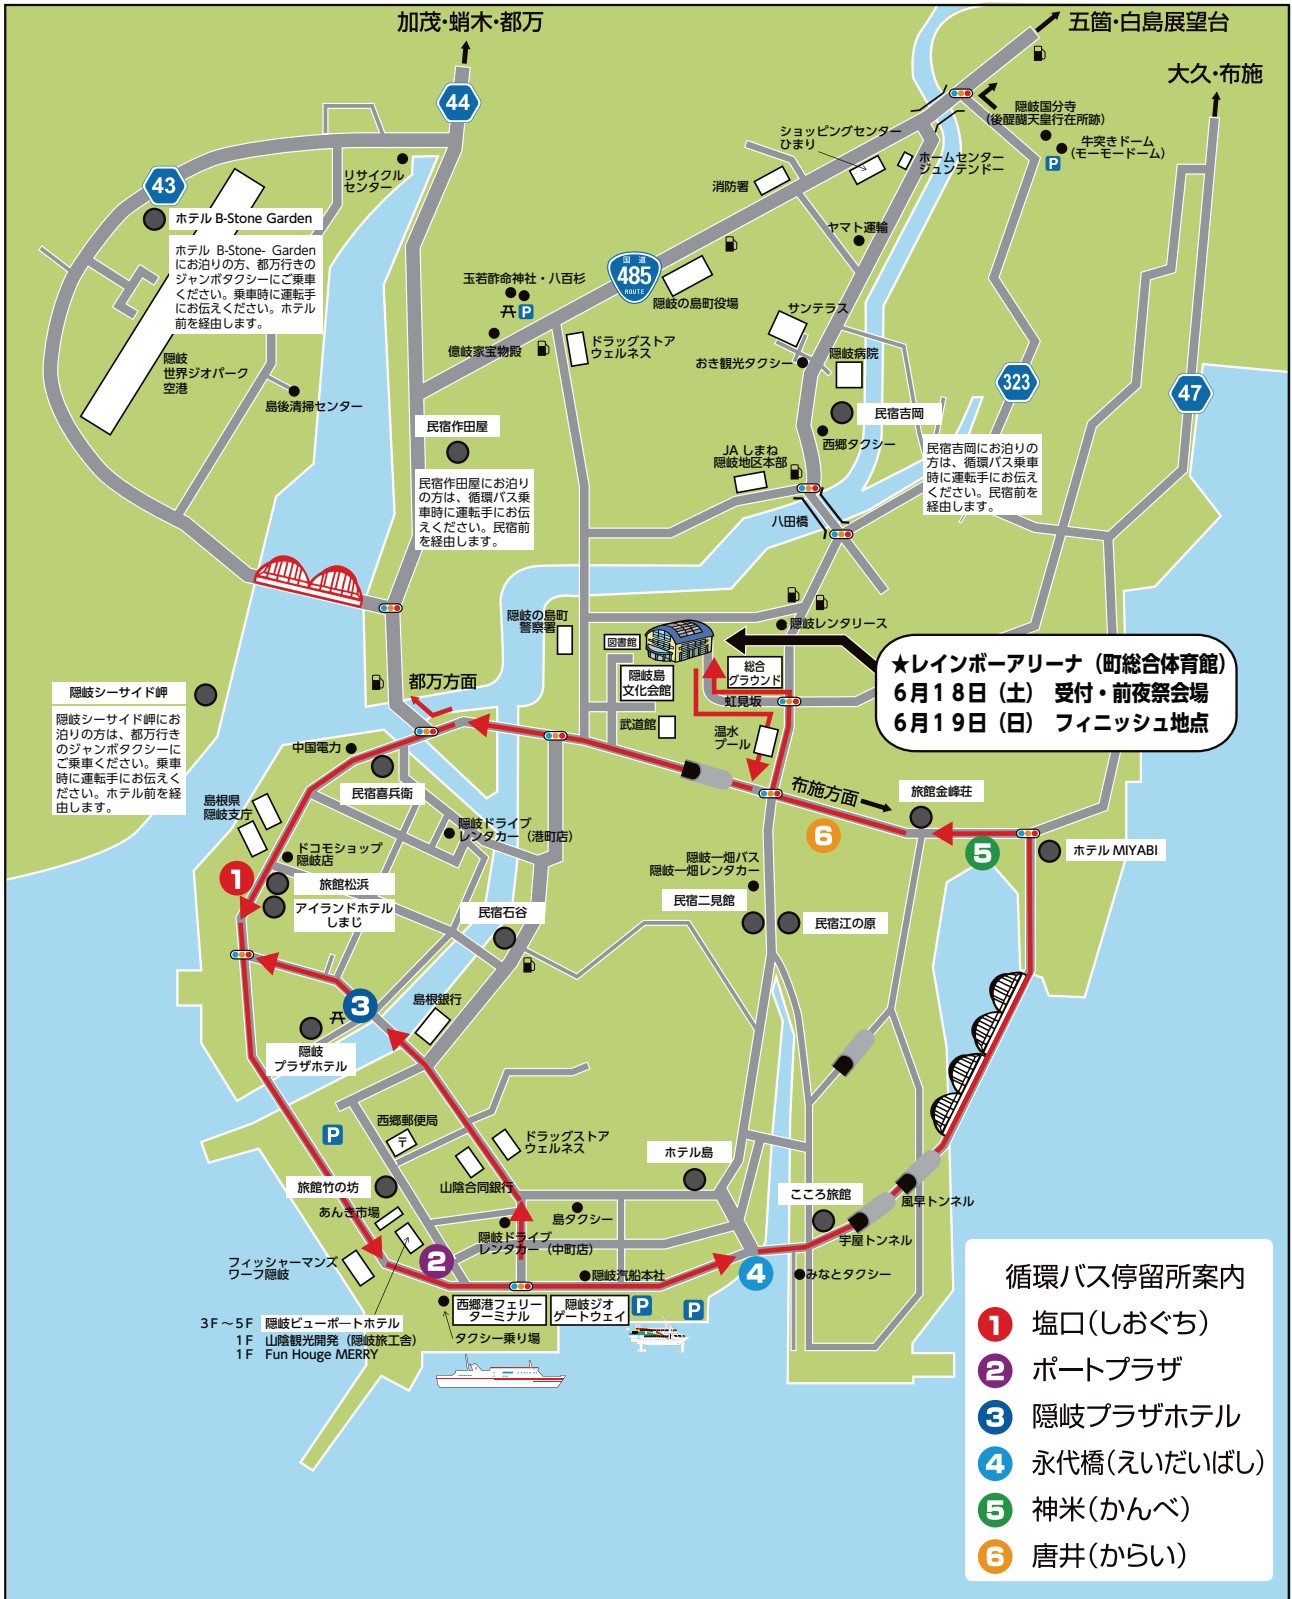 加茂・蛸木・都万
五箇・白島展望台
大久・布施
44
43
国道
485
ROUTE
323
47
隠岐国分寺
（後醍醐天皇行在所跡）
牛突きドーム
（モーモードーム）
P
ショッピングセンター
ひまり
ホームセンター
ジュンテンドー
消防署
ヤマト運輸
リサイクル
センター
ホテル B-Stone Garden
ホテル B-Stone- Garden
にお泊りの方、都万行きの
ジャンボタクシーにご乗車
ください。乗車時に運転手
にお伝えください。ホテル
前を経由します。
隠岐
世界ジオパーク
空港
島後清掃センター
玉若酢命神社・八百杉
P
億岐家宝物殿
ドラッグストア
ウェルネス
隠岐の島町役場
サンテラス
おき観光タクシー
隠岐病院
民宿吉岡
西郷タクシー
民宿吉岡にお泊りの
方は、循環バス乗車
時に運転手にお伝え
ください。民宿前を
経由します。
民宿作田屋
民宿作田屋にお泊り
の方は、循環バス乗
車時に運転手にお伝
えください。民宿前
を経由します。
JA しまね
隠岐地区本部
八田橋
隠岐の島町
警察署
図書館
隠岐レンタリース
隠岐島
文化会館
総合
グラウンド
虹見坂
武道館
温水
プール
★レインボーアリーナ（町総合体育館）
6月18日（土）　受付・前夜祭会場
6月19日（日）　フィニッシュ地点
隠岐シーサイド岬
隠岐シーサイド岬にお
泊りの方は、都万行き
のジャンボタクシーに
ご乗車ください。乗車
時に運転手にお伝えく
ださい。ホテル前を経
由します。
都万方面
中国電力
民宿喜兵衛
島根県
隠岐支庁
隠岐ドライブ
レンタカー（港町店）
ドコモショップ
隠岐店
1
旅館松浜
アイランドホテル
しまじ
民宿石谷
布施方面
旅館金峰荘
6
5
ホテル MIYABI
隠岐一畑バス
隠岐一畑レンタカー
民宿二見館
民宿江の原
3
島根銀行
隠岐
プラザホテル
P
西郷郵便局
〒
ドラッグストア
ウェルネス
山陰合同銀行
旅館竹の坊
あんき市場
ホテル島
こころ旅館
風早トンネル
宇屋トンネル
島タクシー
隠岐ドライブ
レンタカー（中町店）
フィッシャーマンズ
ワーフ隠岐
2
4
みなとタクシー
隠岐汽船本社
西郷港フェリー
ターミナル
隠岐ジオ
ゲートウェイ
P
P
タクシー乗り場
3F～5F 隠岐ビューポートホテル
1F 山陰観光開発（隠岐旅工舎）
1F Fun Houge MERRY
循環バス停留所案内
1 塩口（しおぐち）
2 ポートプラザ
3 隠岐プラザホテル
4 永代橋（えいだいばし）
5 神米（かんべ）
6 唐井（からい）